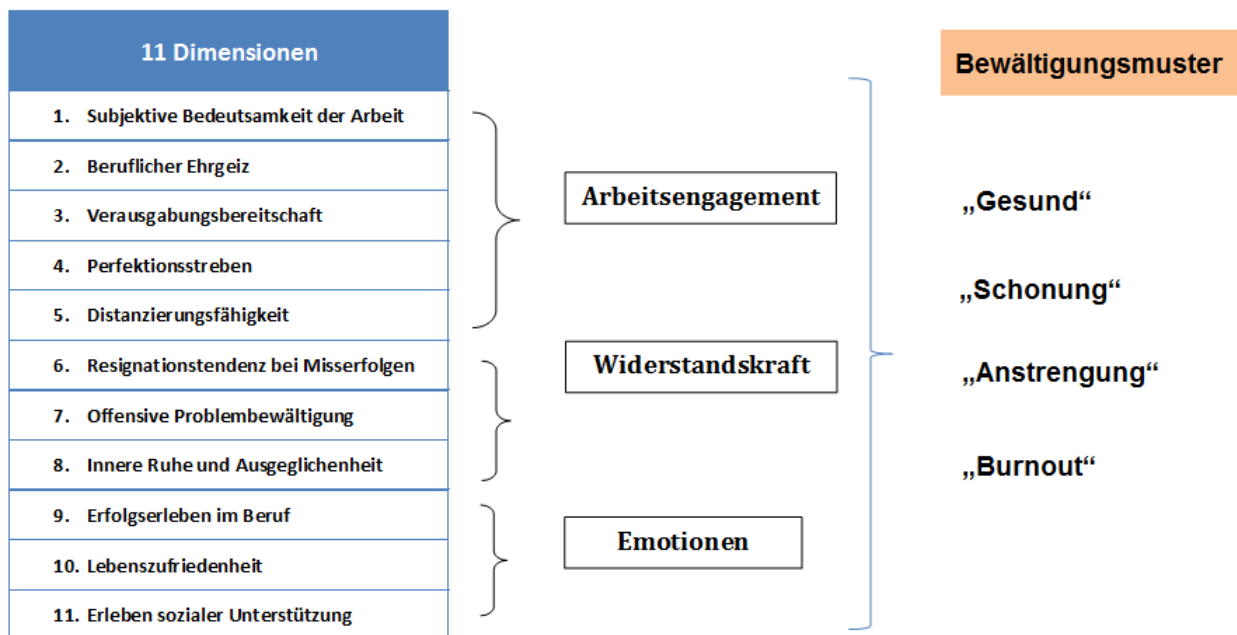 11 Dimensionen
1. Subjektive Bedeutsamkeit der Arbeit
2. Beruflicher Ehrgeiz
3. Verausgabungsbereitschaft
4. Perfektionsstreben
5. Distanzierungsfähigkeit
6. Resignationstendenz bei Misserfolgen
7. Offensive Problembewältigung
8. Innere Ruhe und Ausgeglichenheit
9. Erfolgserleben im Beruf
10. Lebenszufriedenheit
11. Erleben sozialer Unterstützung
Arbeitsengagement
Widerstandskraft
Emotionen
Bewältigungsmuster
„Gesund“
„Schonung“
„Anstrengung“
„Burnout“